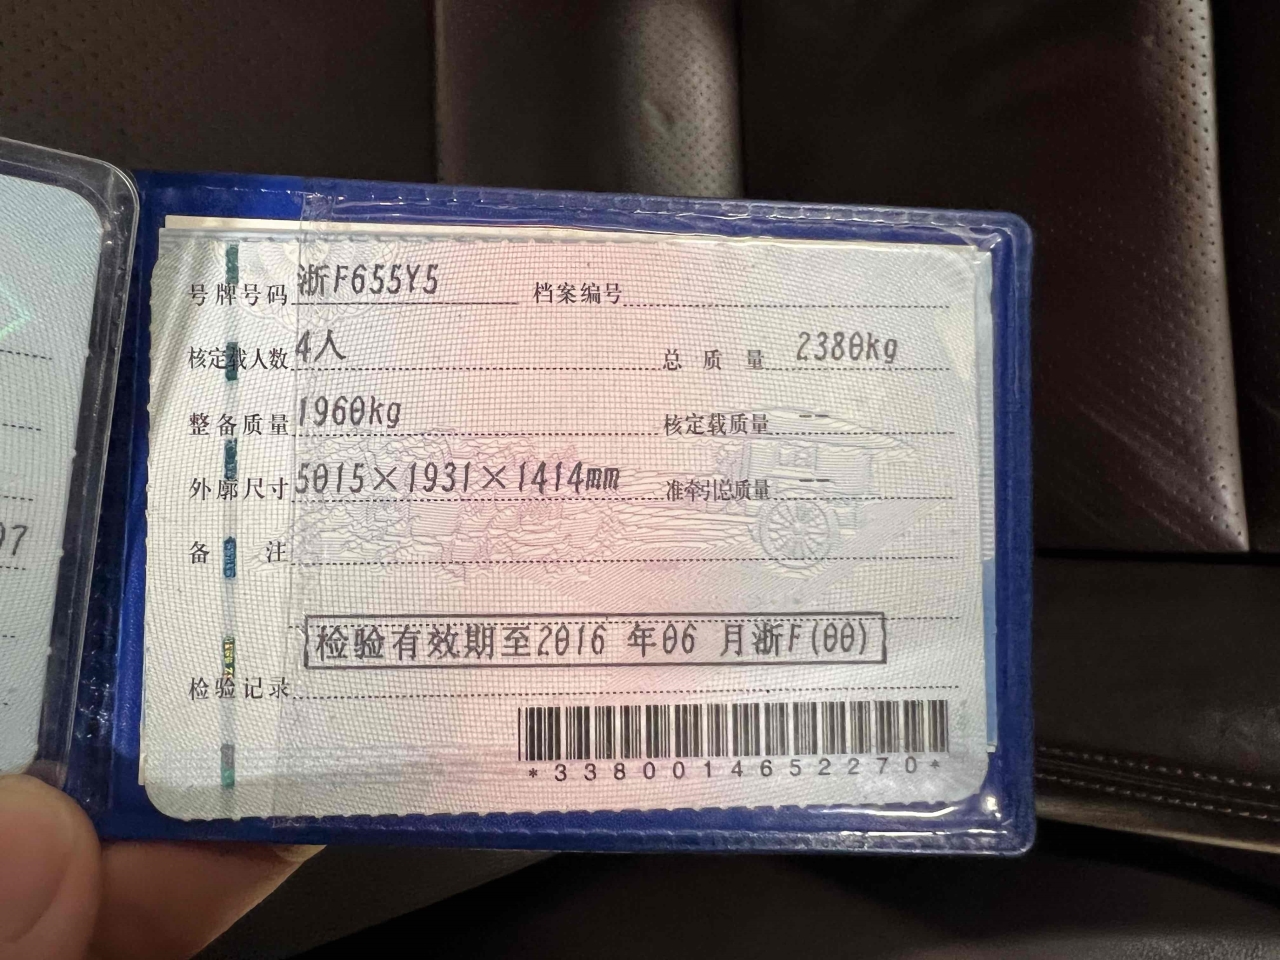 号牌号码 浙F655Y5 档案编号
核定载人数 4人 总质量 2380kg
整备质量 1960kg 核定载质量 --
外廓尺寸 5015×1931×1414mm 准牵引总质量 --
备注
97
检验有效期至2016 年06 月浙F(00)
检验记录
*3380014652270*